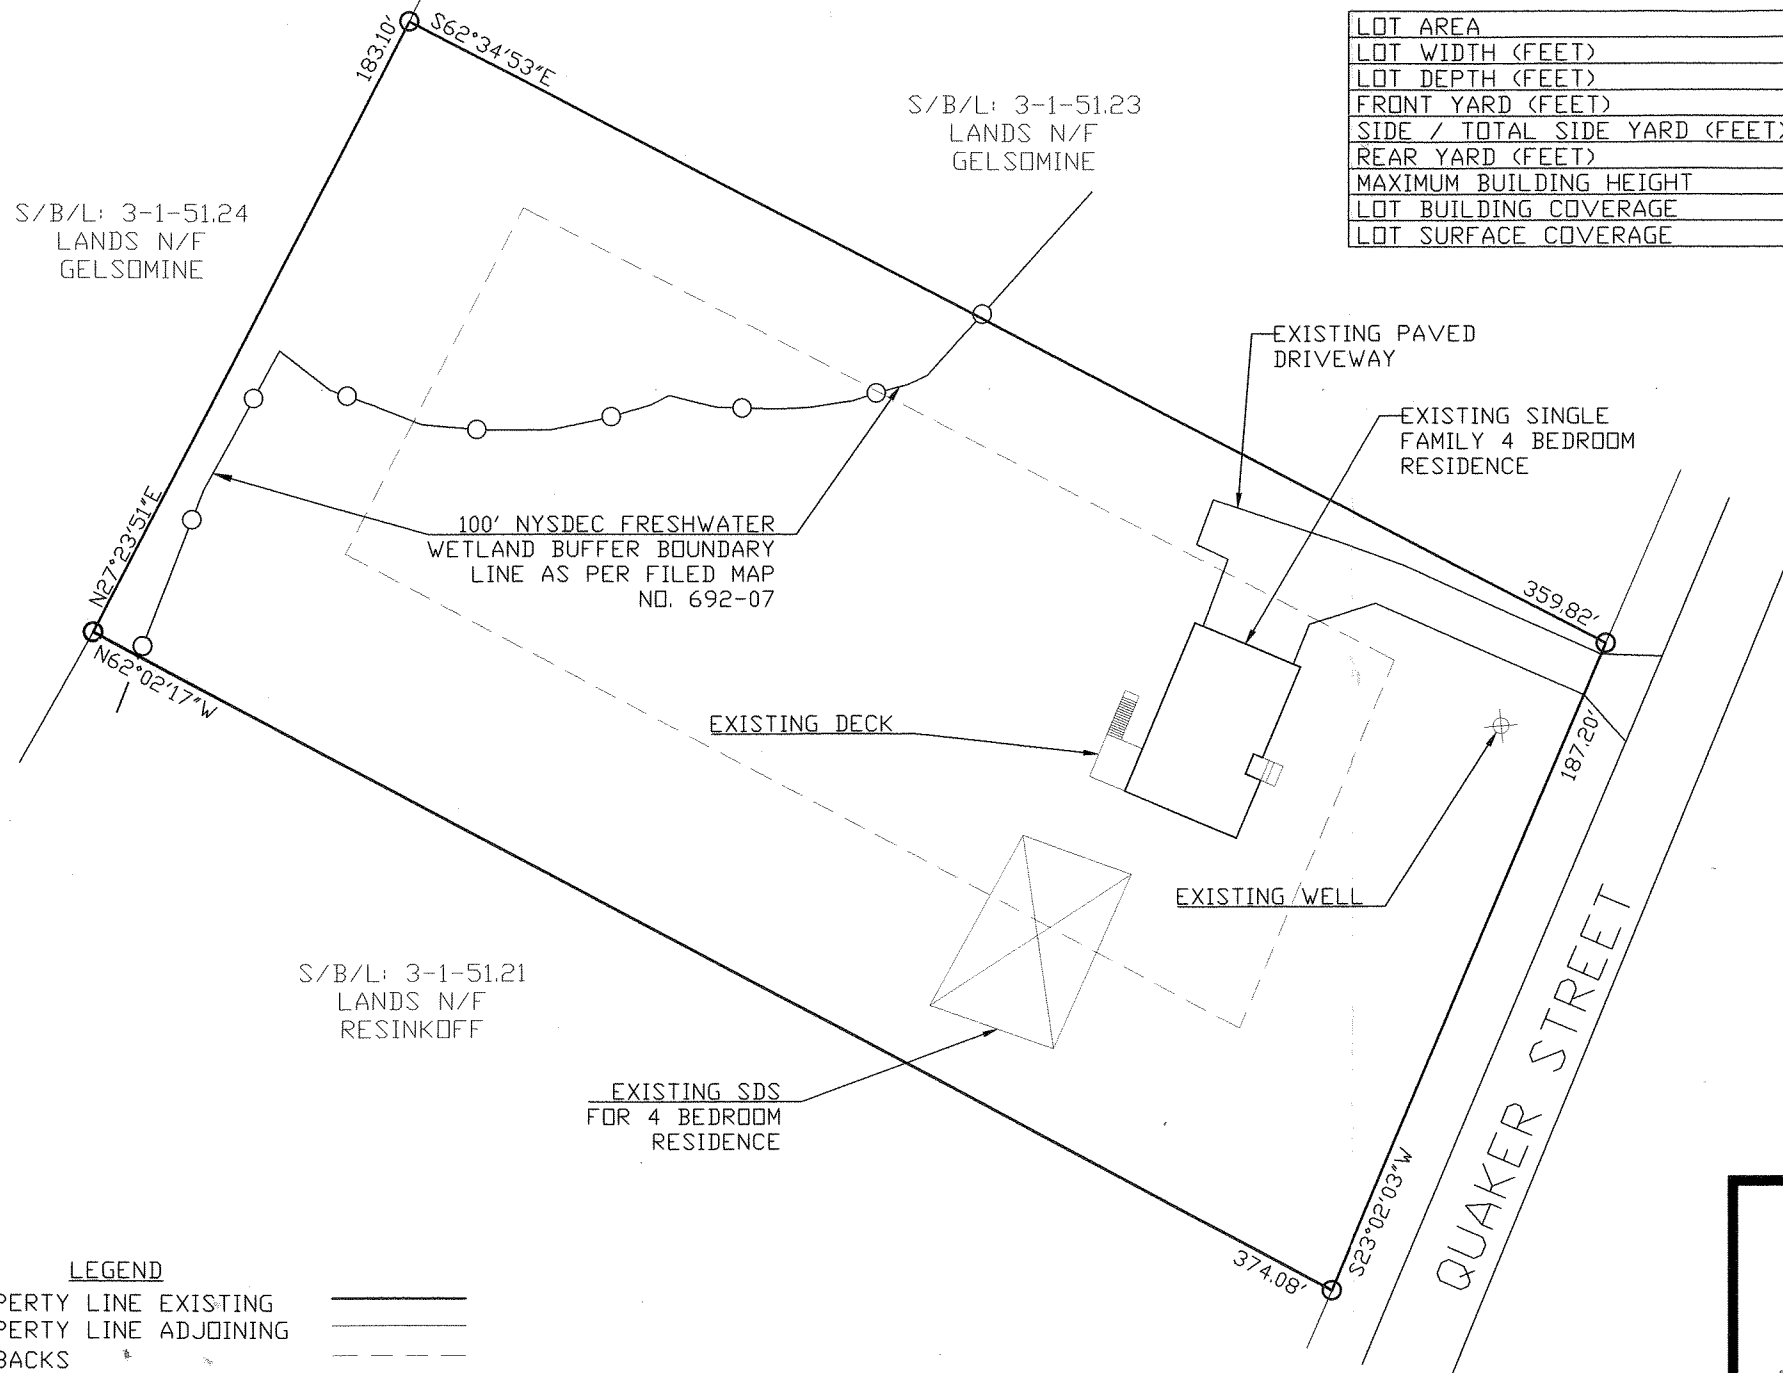 183.10'
S62°34'53"E
LOT AREA
LOT WIDTH (FEET)
LOT DEPTH (FEET)
FRONT YARD (FEET)
SIDE / TOTAL SIDE YARD (FEET)
REAR YARD (FEET)
MAXIMUM BUILDING HEIGHT
LOT BUILDING COVERAGE
LOT SURFACE COVERAGE
S/B/L: 3-1-51.23
LANDS N/F
GELSOMINE
S/B/L: 3-1-51.24
LANDS N/F
GELSOMINE
EXISTING PAVED
DRIVEWAY
EXISTING SINGLE
FAMILY 4 BEDROOM
RESIDENCE
100' NYSDEC FRESHWATER
WETLAND BUFFER BOUNDARY
LINE AS PER FILED MAP
NO. 692-07
N27°23'51"E
359.82'
N62°02'17"W
EXISTING DECK
187.20'
EXISTING WELL
S/B/L: 3-1-51.21
LANDS N/F
RESINKOFF
EXISTING SDS
FOR 4 BEDROOM
RESIDENCE
QUAKER STREET
S23°02'03"W
374.08'
LEGEND
PERTY LINE EXISTING
PERTY LINE ADJOINING
BACKS